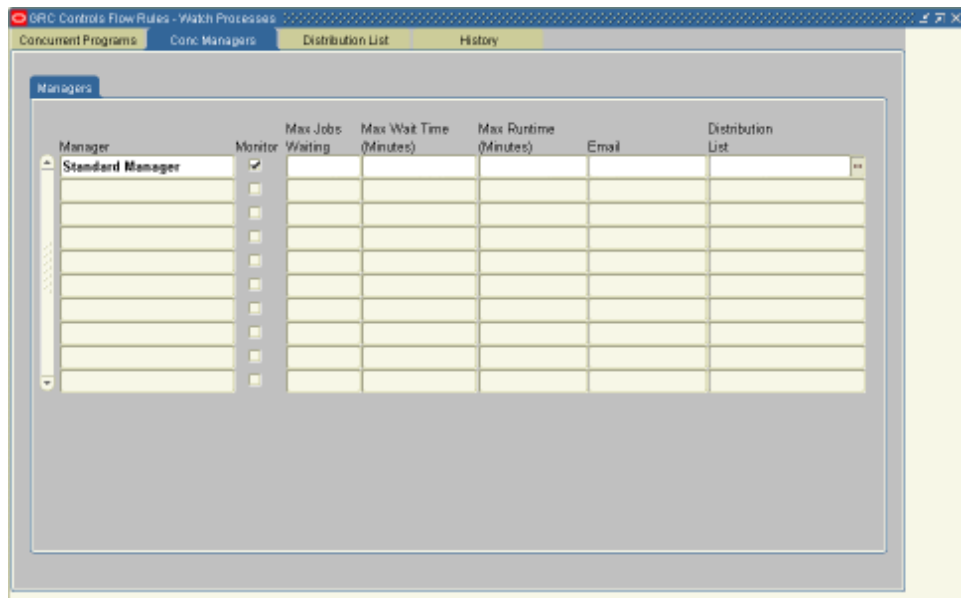 GRC Controls Flow Rules - Watch Processes
Concurrent Programs Conc Managers Distribution List History
Managers
Manager Monitor Max Jobs Waiting Max Wait Time (Minutes) Max Runtime (Minutes) Email Distribution List
Standard Manager